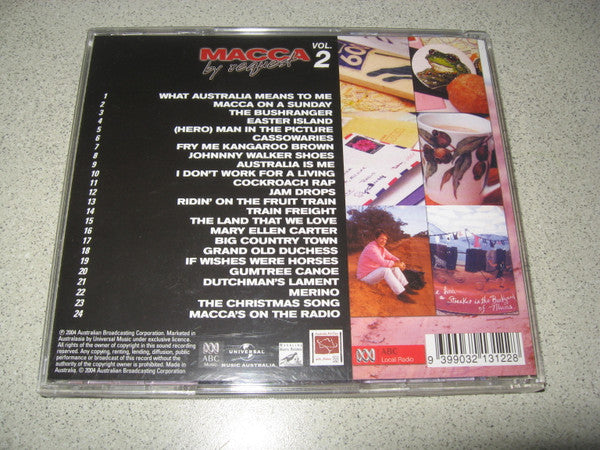 MACCA VOL. 2
by request
1 WHAT AUSTRALIA MEANS TO ME
2 MACCA ON A SUNDAY
3 THE BUSHRANGER
4 EASTER ISLAND
5 (HERO) MAN IN THE PICTURE
6 CASSOWARIES
7 FRY ME KANGAROO BROWN
8 JOHNNNY WALKER SHOES
9 AUSTRALIA IS ME
10 I DON'T WORK FOR A LIVING
11 COCKROACH RAP
12 JAM DROPS
13 RIDIN' ON THE FRUIT TRAIN
14 TRAIN FREIGHT
15 THE LAND THAT WE LOVE
16 MARY ELLEN CARTER
17 BIG COUNTRY TOWN
18 GRAND OLD DUCHESS
19 IF WISHES WERE HORSES
20 GUMTREE CANOE
21 DUTCHMAN'S LAMENT
22 MERINO
23 THE CHRISTMAS SONG
24 MACCA'S ON THE RADIO
℗ 2004 Australian Broadcasting Corporation. Marketed in
Australasia by Universal Music under exclusive licence.
All rights of the owner of copyright in this sound recording
reserved. Any copying, renting, lending, diffusion, public
performance or broadcast of this record without the
authority of the copyright owner is prohibited. Made in
Australia. © 2004 Australian Broadcasting Corporation
ABC
Music
UNIVERSAL
MUSIC AUSTRALIA
ABC
Local Radio
9 399032 131228
60
Streaker in the Backyard